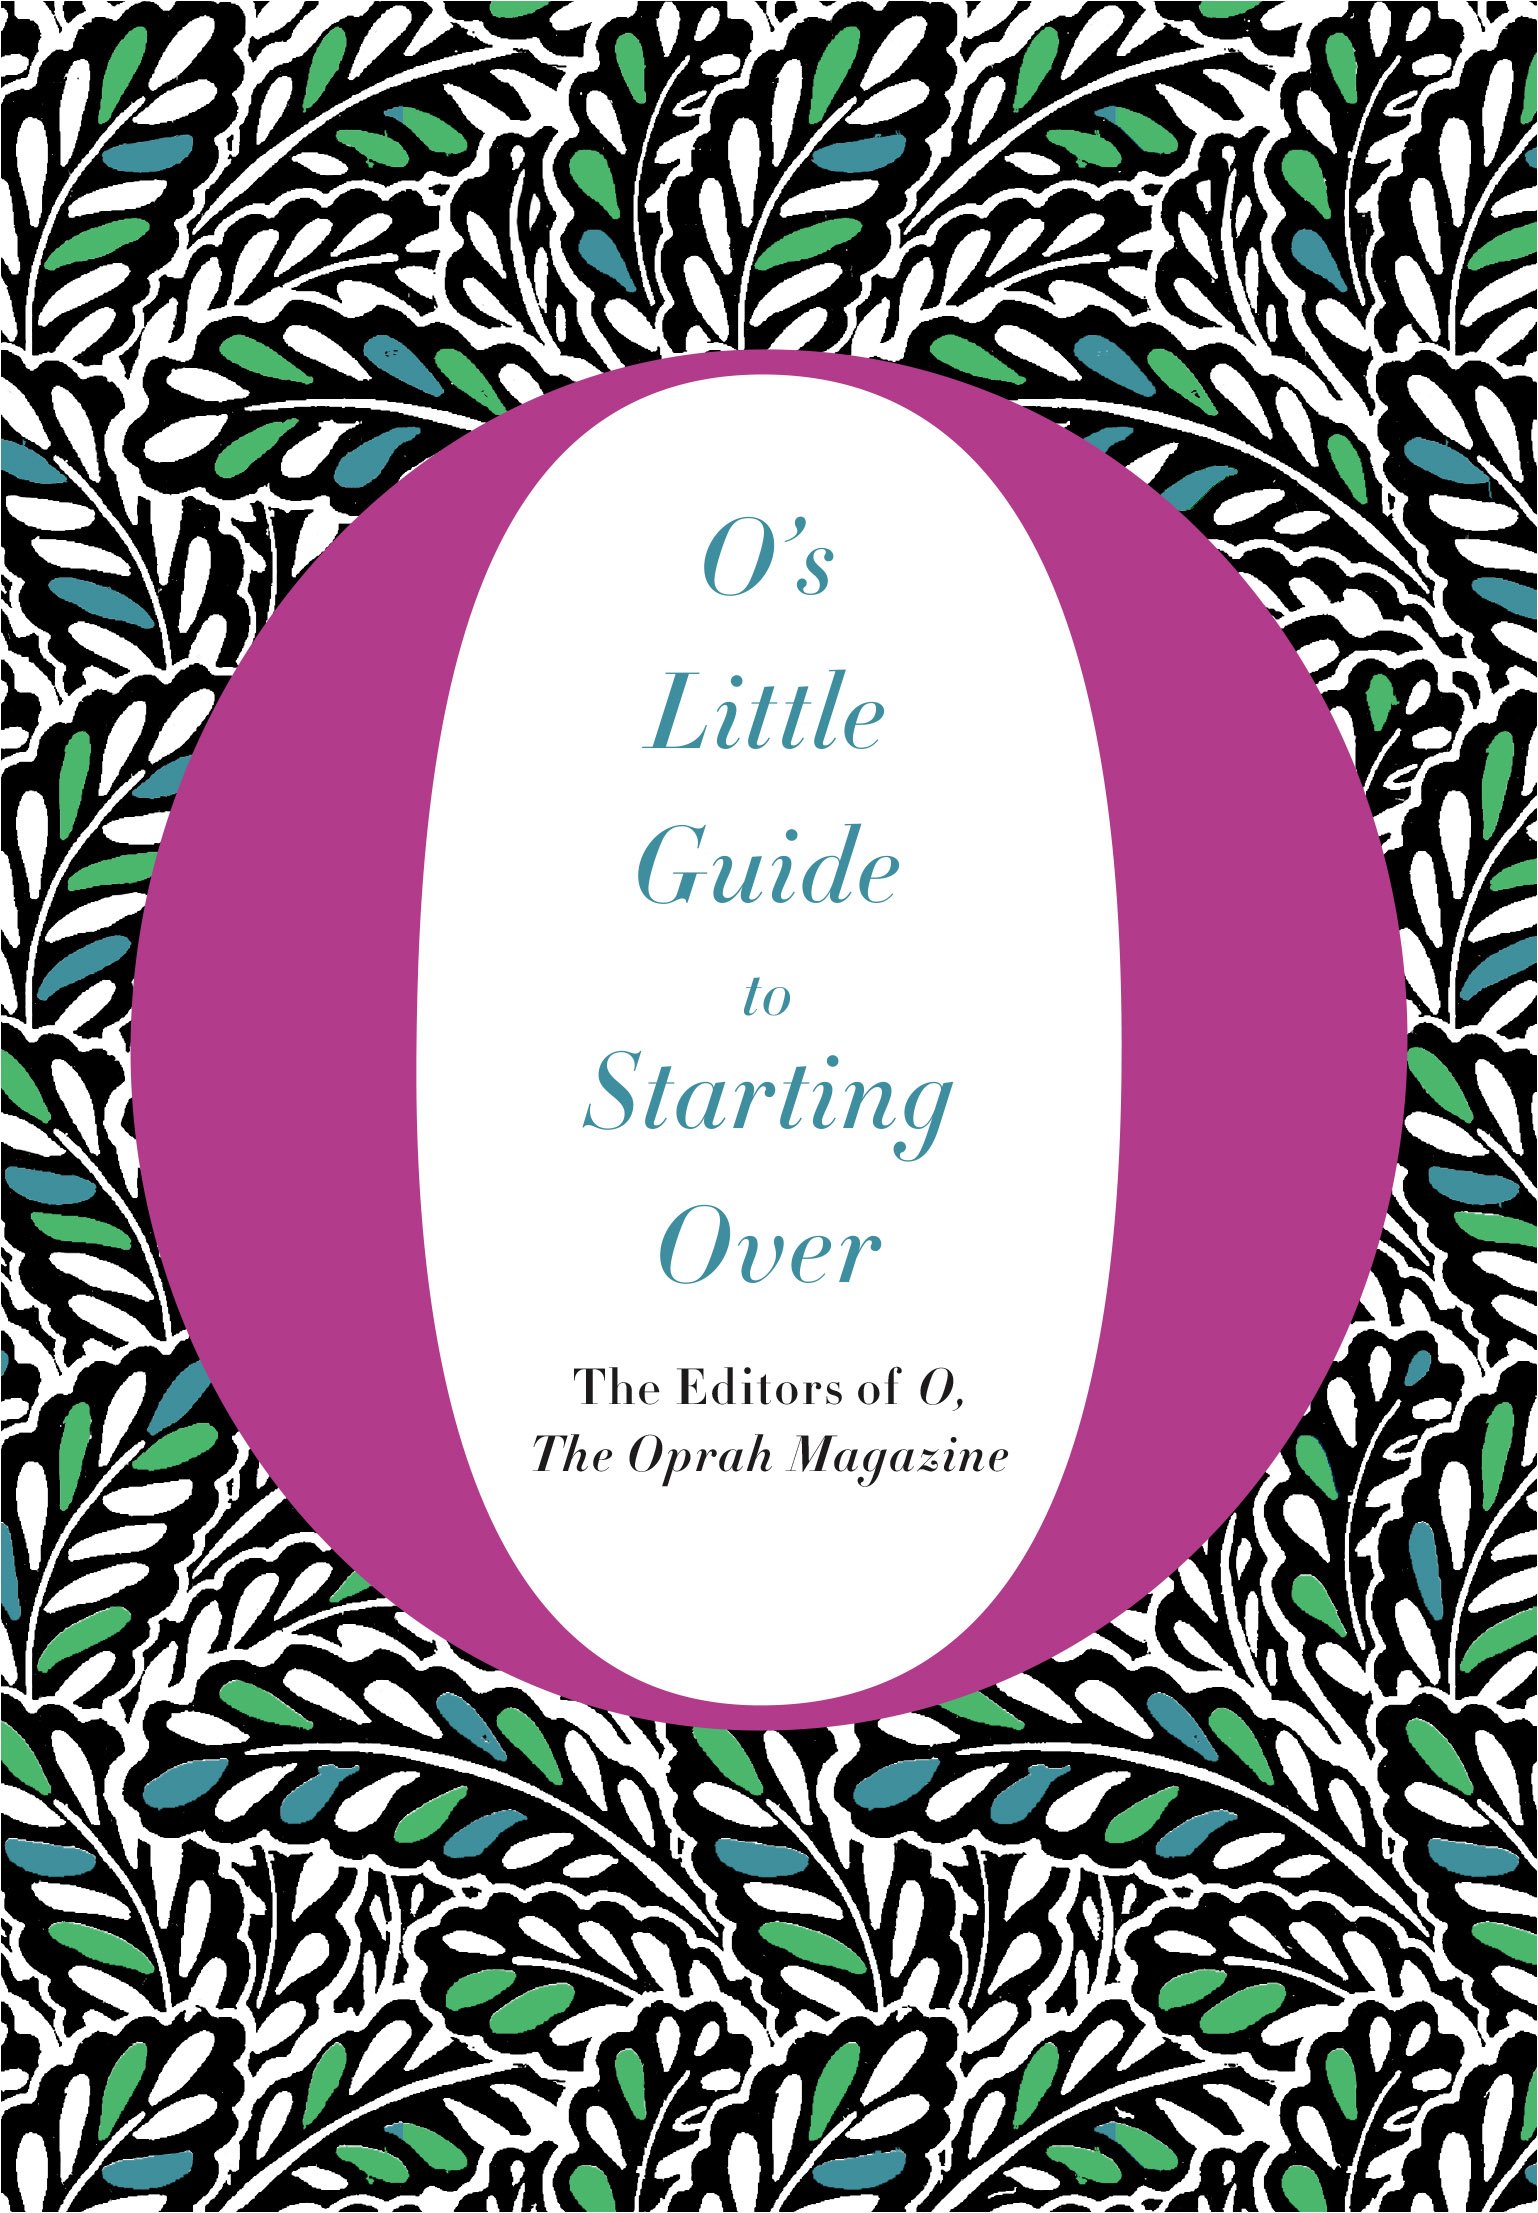 O’s
Little
Guide
to
Starting
Over
The Editors of O,
The Oprah Magazine